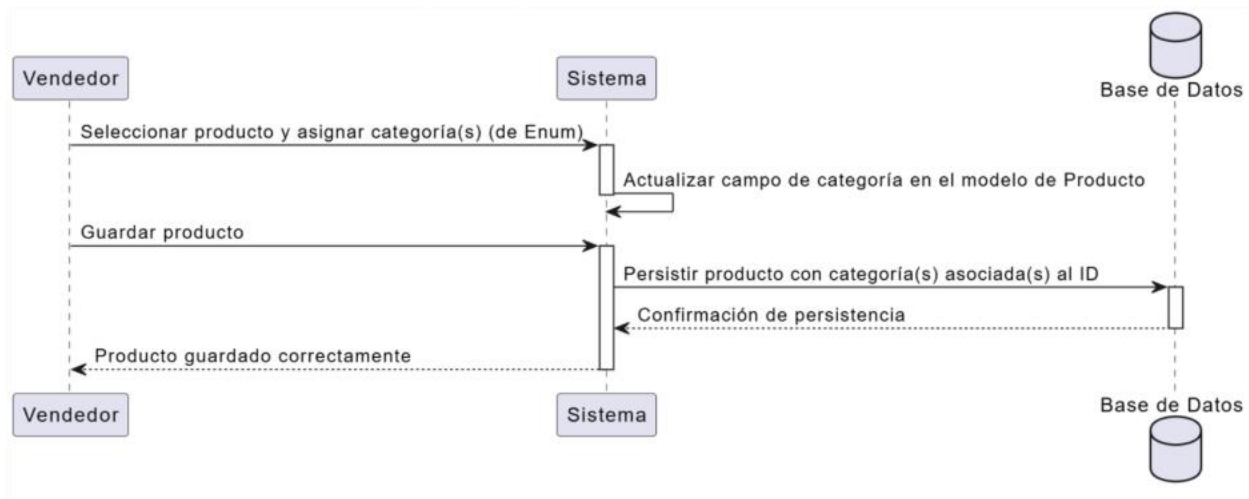 Vendedor
Sistema
Base de Datos
Seleccionar producto y asignar categoría(s) (de Enum)
Actualizar campo de categoría en el modelo de Producto
Guardar producto
Persistir producto con categoría(s) asociada(s) al ID
Confirmación de persistencia
Producto guardado correctamente
Vendedor
Sistema
Base de Datos